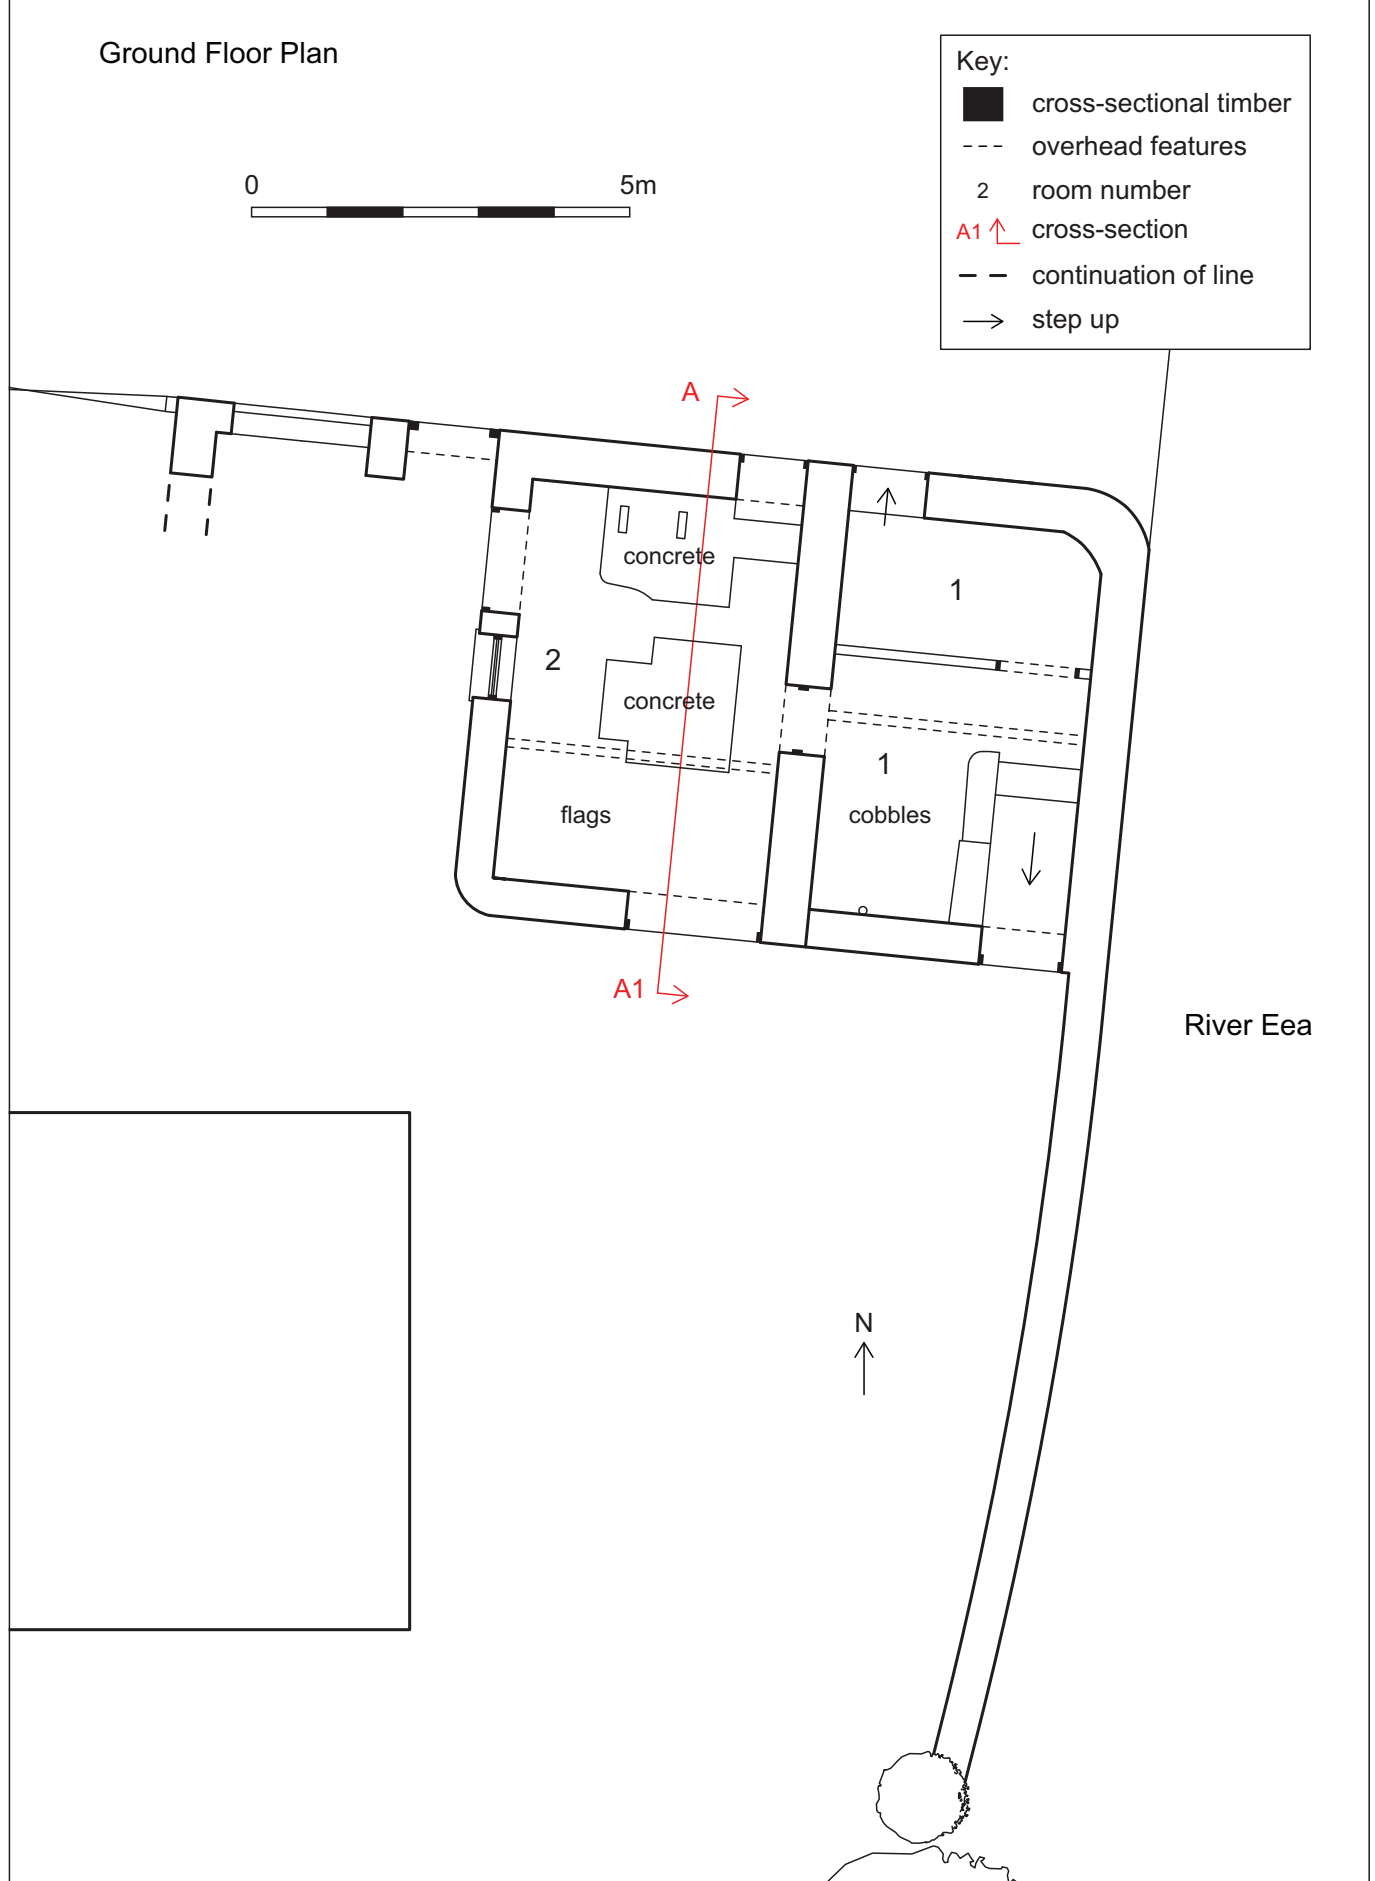 Ground Floor Plan
Key:
cross-sectional timber
overhead features
2 room number
A1 cross-section
continuation of line
step up
0 5m
A
concrete
1
2
concrete
1
flags
cobbles
A1
River Eea
N